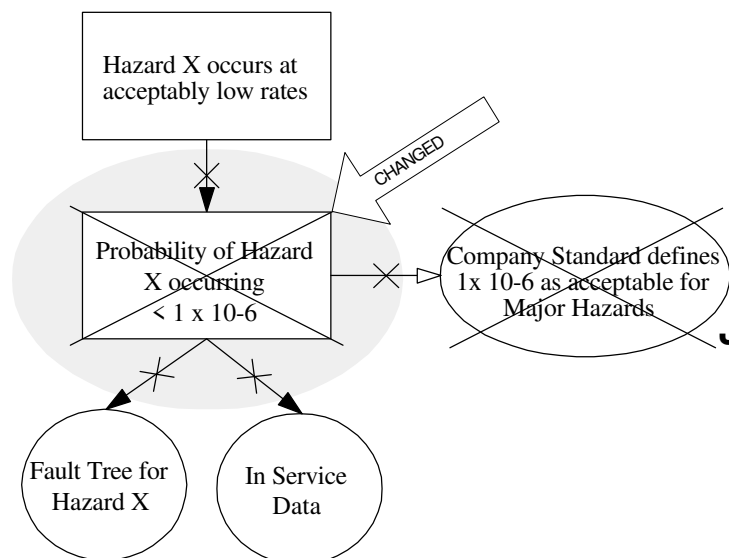 Hazard X occurs at
acceptably low rates
CHANGED
Probability of Hazard
X occurring
< 1 x 10-6
Company Standard defines
1x 10-6 as acceptable for
Major Hazards
J
Fault Tree for
Hazard X
In Service
Data